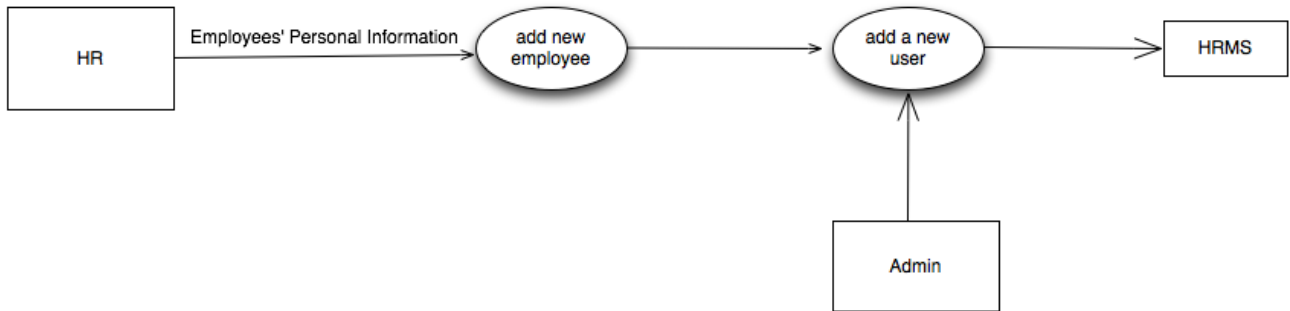 HR
Employees' Personal Information
add new
employee
add a new
user
HRMS
Admin